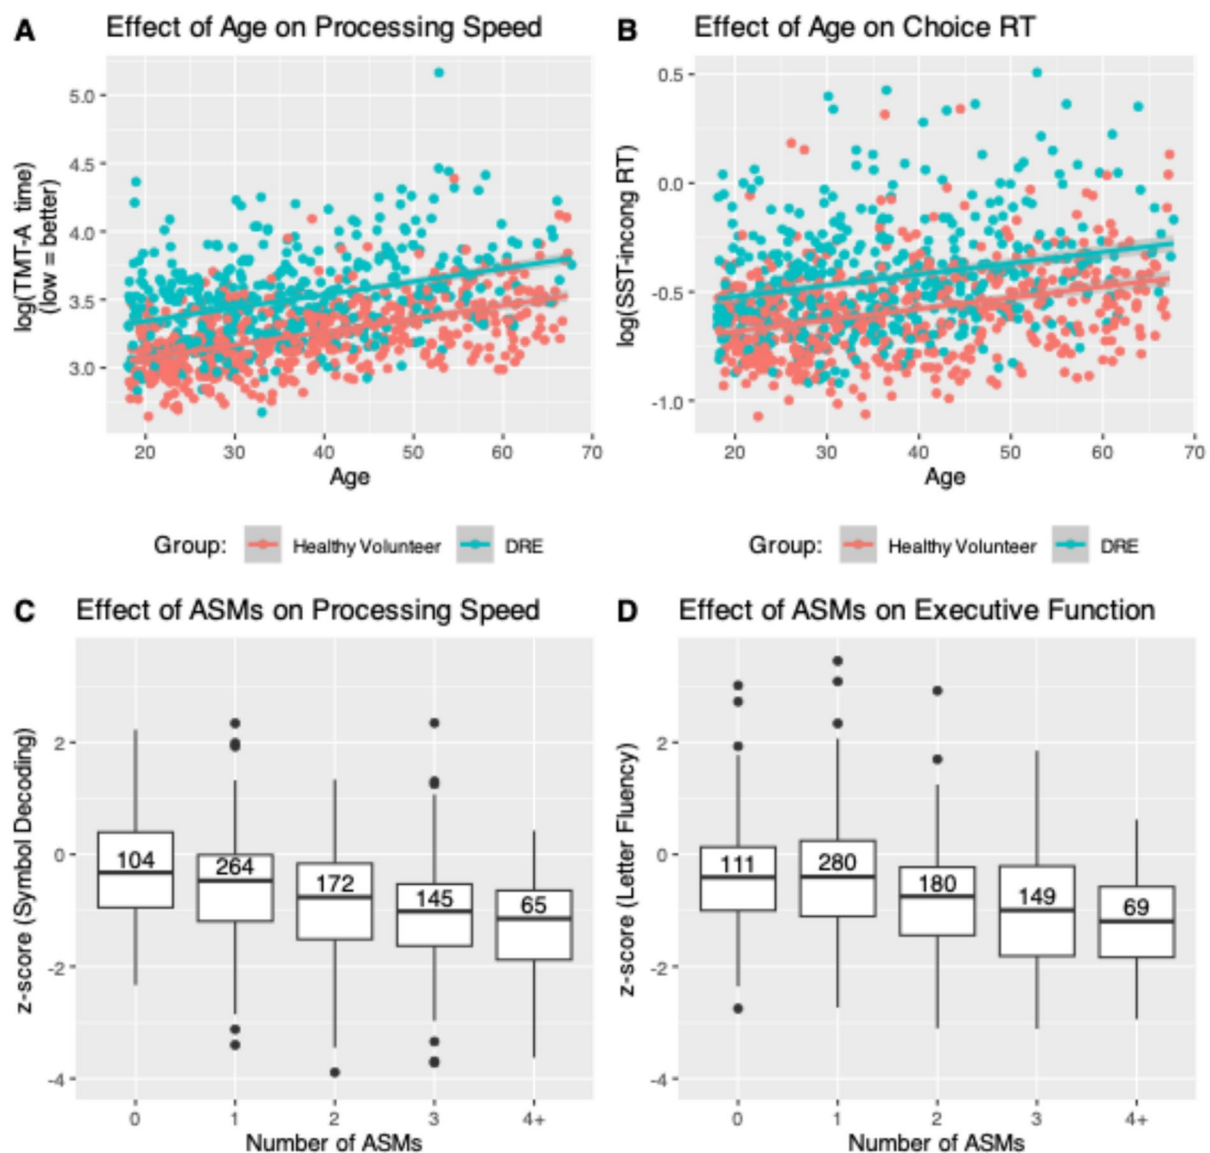 A Effect of Age on Processing Speed
log(TMT-A time)
(low = better)
5.0
4.5
4.0
3.5
3.0
20 30 40 50 60 70
Age
Group: Healthy Volunteer DRE
B Effect of Age on Choice RT
log(SST-incong RT)
0.5
0.0
-0.5
-1.0
20 30 40 50 60 70
Age
Group: Healthy Volunteer DRE
C Effect of ASMs on Processing Speed
z-score (Symbol Decoding)
2
0
-2
-4
104 264 172 145 65
0 1 2 3 4+
Number of ASMs
D Effect of ASMs on Executive Function
z-score (Letter Fluency)
2
0
-2
-4
111 280 180 149 69
0 1 2 3 4+
Number of ASMs